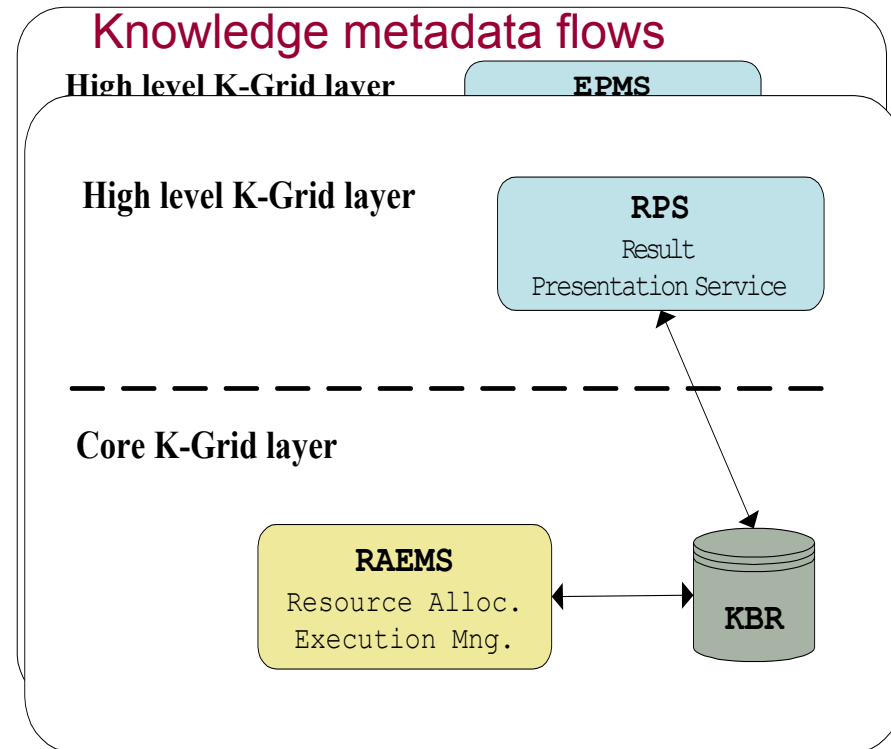 Knowledge metadata flows
High level K-Grid layer
EPMS
High level K-Grid layer
RPS
Result
Presentation Service
Core K-Grid layer
RAEMS
Resource Alloc.
Execution Mng.
KBR